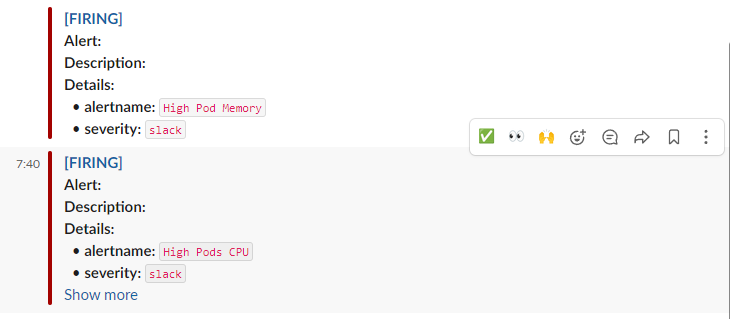 [FIRING]
Alert:
Description:
Details:
• alertname: High Pod Memory
• severity: slack
7:40 [FIRING]
Alert:
Description:
Details:
• alertname: High Pods CPU
• severity: slack
Show more